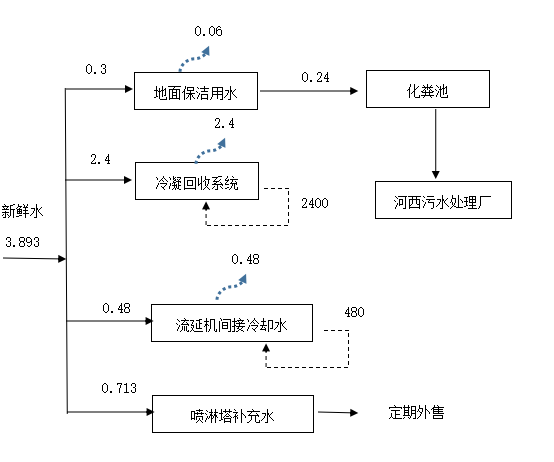 0.06
0.3
地面保洁用水
0.24
化粪池
2.4
2.4
冷凝回收系统
2400
河西污水处理厂
新鲜水
3.893
0.48
0.48
流延机间接冷却水
480
0.713
喷淋塔补充水
定期外售